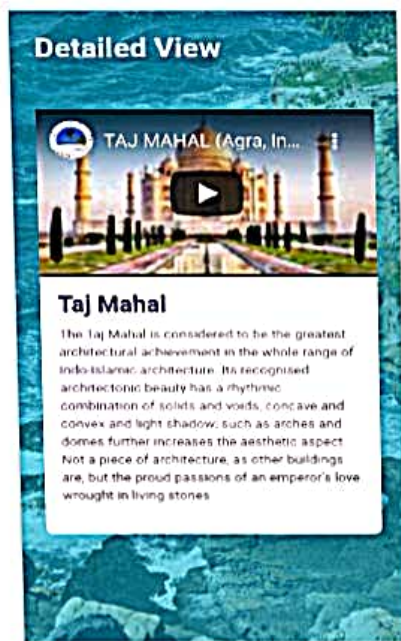 Detailed View
TAJ MAHAL (Agra, In...
Taj Mahal
The Taj Mahal is considered to be the greatest
architectural achievement in the whole range of
Indo-Islamic architecture. Its recognised
architectonic beauty has a rhythmic
combination of solids and voids, concave and
convex and light shadow; such as arches and
domes further increases the aesthetic aspect.
Not a piece of architecture, as other buildings
are, but the proud passions of an emperor's love
wrought in living stones